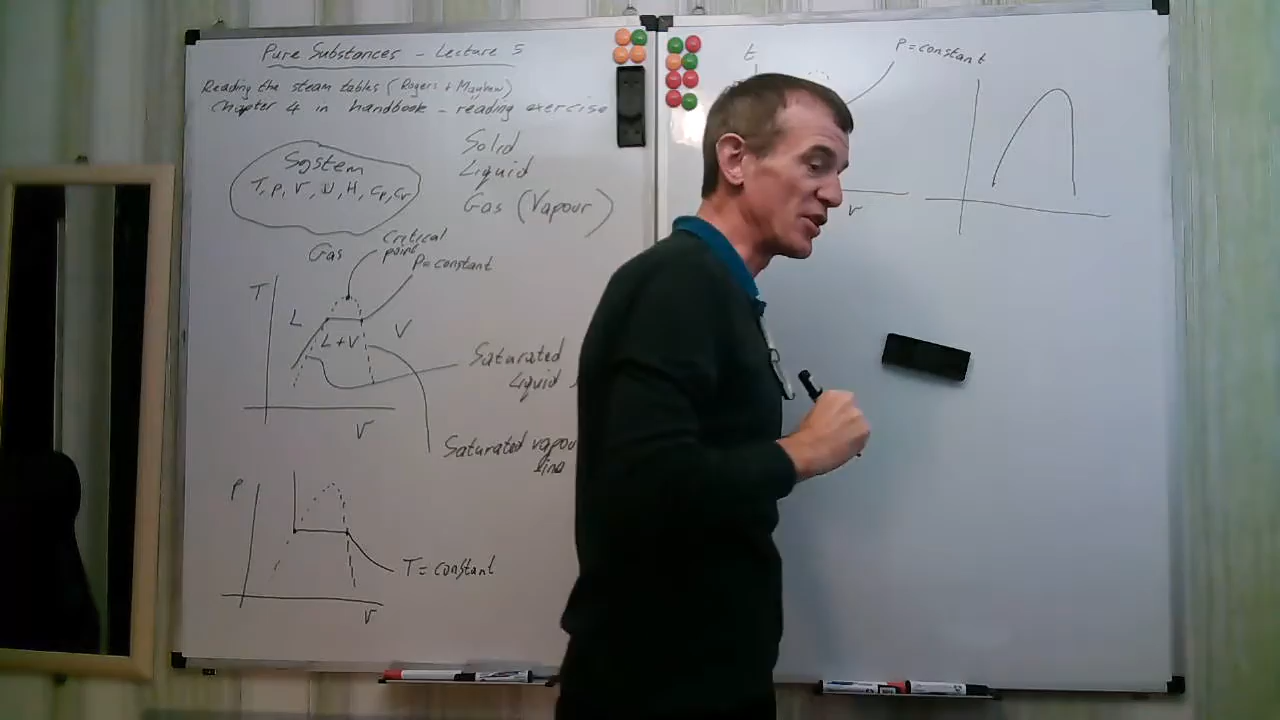 Pure Substances - Lecture 5
Reading the steam tables (Rogers + Mayhew)
Chapter 4 in handbook - reading exercise
System
T, P, V, U, H, Cp, Cv
Solid
Liquid
Gas (Vapour)
Gas
Critical
point
P=constant
T
L
L+V
V
V
Saturated
Liquid
Saturated vapou
line
P
T=constant
V
t
P=constant
V